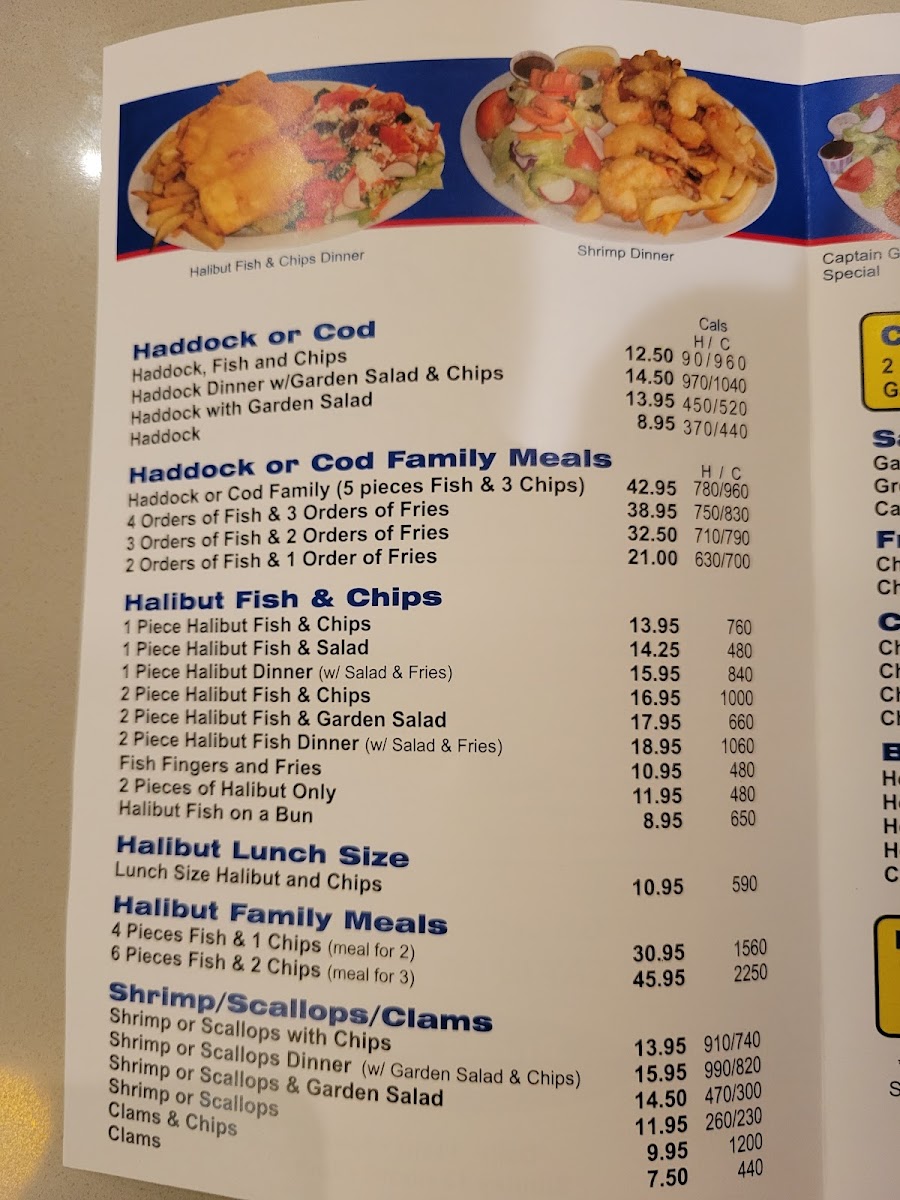 Halibut Fish & Chips Dinner
Shrimp Dinner
Captain G
Special
Haddock or Cod
Cals
H / C
Haddock, Fish and Chips 12.50 90/960
Haddock Dinner w/Garden Salad & Chips 14.50 970/1040
Haddock with Garden Salad 13.95 450/520
Haddock 8.95 370/440
Haddock or Cod Family Meals H / C
Haddock or Cod Family (5 pieces Fish & 3 Chips) 42.95 780/960
4 Orders of Fish & 3 Orders of Fries 38.95 750/830
3 Orders of Fish & 2 Orders of Fries 32.50 710/790
2 Orders of Fish & 1 Order of Fries 21.00 630/700
Halibut Fish & Chips
1 Piece Halibut Fish & Chips 13.95 760
1 Piece Halibut Fish & Salad 14.25 480
1 Piece Halibut Dinner (w/ Salad & Fries) 15.95 840
2 Piece Halibut Fish & Chips 16.95 1000
2 Piece Halibut Fish & Garden Salad 17.95 660
2 Piece Halibut Fish Dinner (w/ Salad & Fries) 18.95 1060
Fish Fingers and Fries 10.95 480
2 Pieces of Halibut Only 11.95 480
Halibut Fish on a Bun 8.95 650
Halibut Lunch Size
Lunch Size Halibut and Chips 10.95 590
Halibut Family Meals
4 Pieces Fish & 1 Chips (meal for 2) 30.95 1560
6 Pieces Fish & 2 Chips (meal for 3) 45.95 2250
Shrimp/Scallops/Clams
Shrimp or Scallops with Chips 13.95 910/740
Shrimp or Scallops Dinner (w/ Garden Salad & Chips) 15.95 990/820
Shrimp or Scallops & Garden Salad 14.50 470/300
Shrimp or Scallops 11.95 260/230
Clams & Chips 9.95 1200
Clams 7.50 440
2
G
Sa
Ga
Gr
Ca
F
Ch
Ch
C
Ch
Ch
Ch
Ch
B
H
H
H
H
C
S